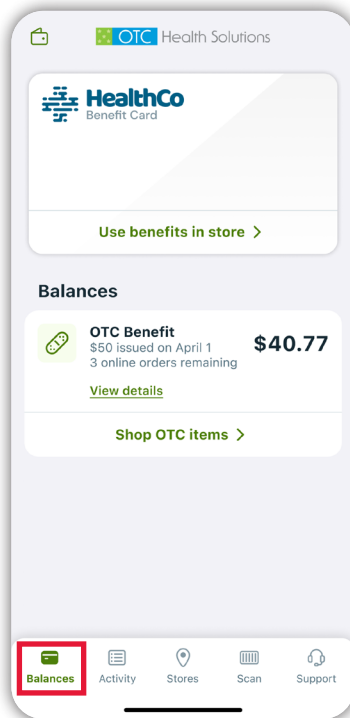 OTC Health Solutions
HealthCo
Benefit Card
Use benefits in store >
Balances
OTC Benefit
$50 issued on April 1
$40.77
3 online orders remaining
View details
Shop OTC items >
Balances Activity Stores Scan Support